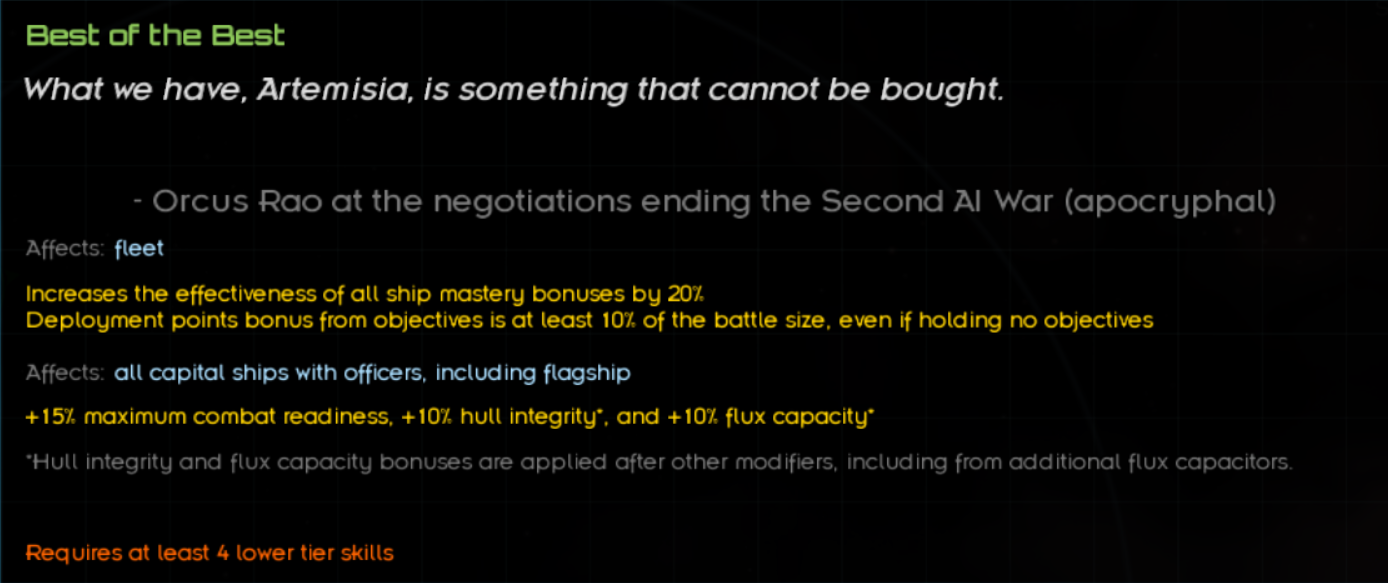 Best of the Best
What we have, Artemisia, is something that cannot be bought.
- Orcus Rao at the negotiations ending the Second AI War (apocryphal)
Affects: fleet
Increases the effectiveness of all ship mastery bonuses by 20%
Deployment points bonus from objectives is at least 10% of the battle size, even if holding no objectives
Affects: all capital ships with officers, including flagship
+15% maximum combat readiness, +10% hull integrity*, and +10% flux capacity*
*Hull integrity and flux capacity bonuses are applied after other modifiers, including from additional flux capacitors.
Requires at least 4 lower tier skills